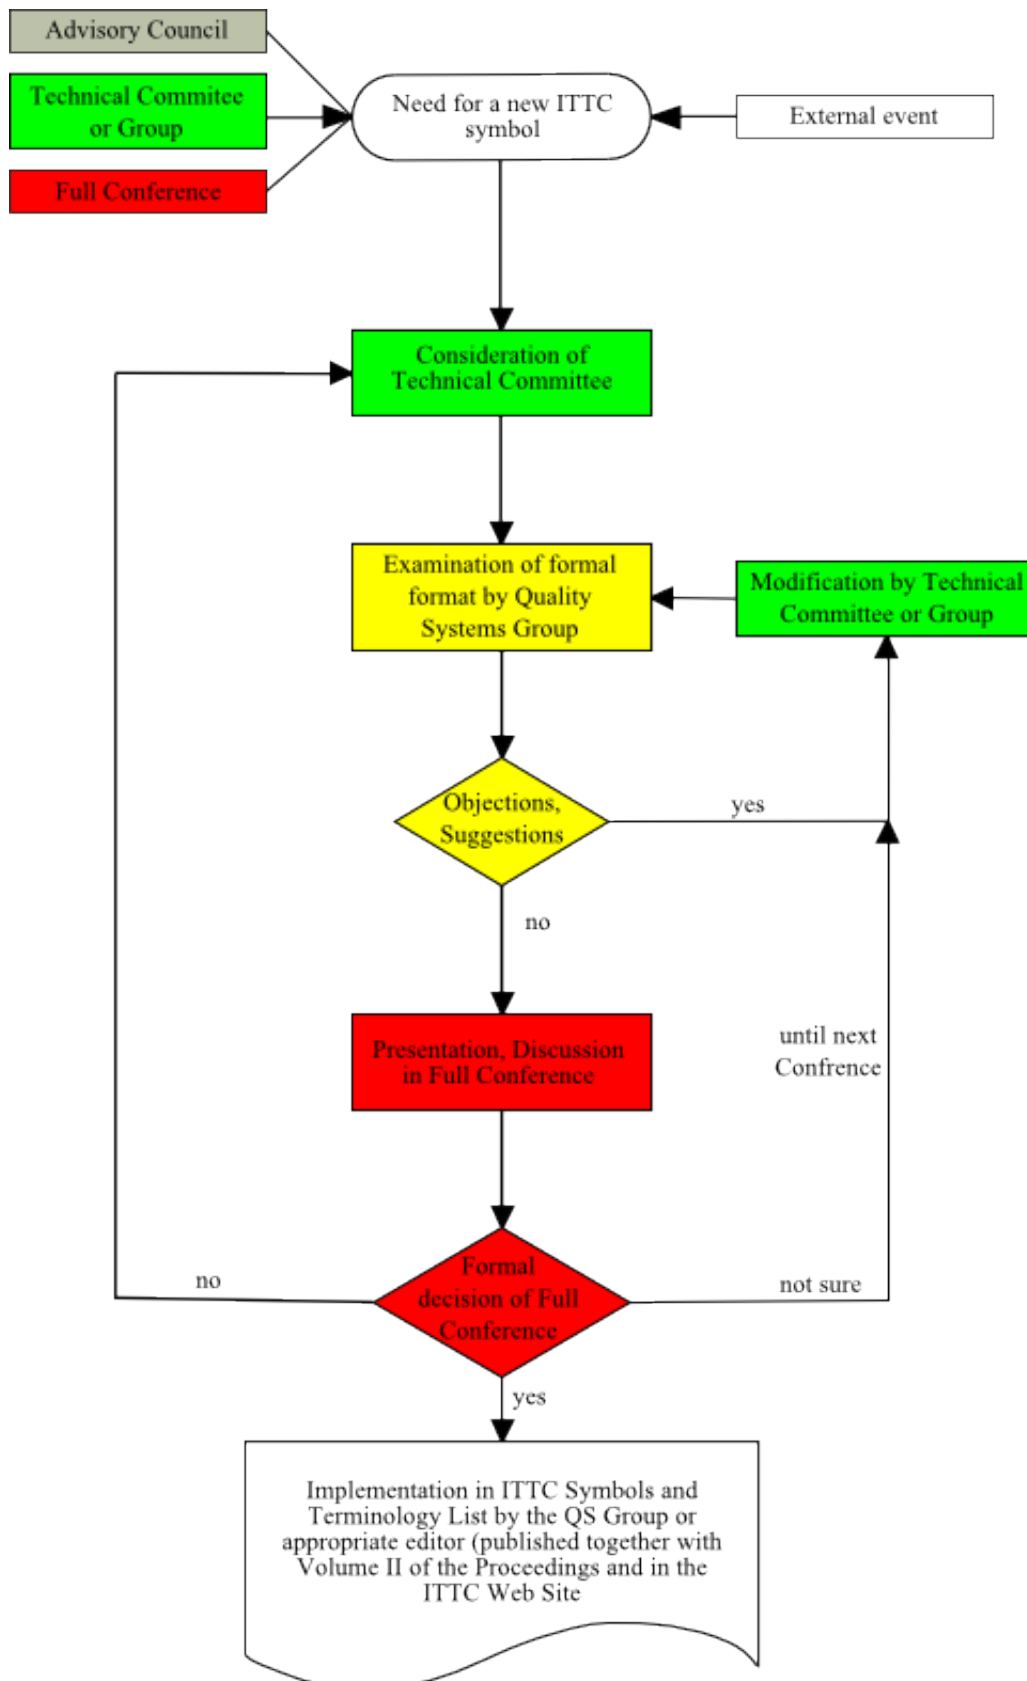 Advisory Council
Technical Commitee
or Group
Full Conference
Need for a new ITTC
symbol
External event
Consideration of
Technical Committee
Examination of formal
format by Quality
Systems Group
Modification by Technical
Committee or Group
Objections,
Suggestions
yes
no
Presentation, Discussion
in Full Conference
until next
Confrence
Formal
decision of Full
Conference
no
not sure
yes
Implementation in ITTC Symbols and
Terminology List by the QS Group or
appropriate editor (published together with
Volume II of the Proceedings and in the
ITTC Web Site